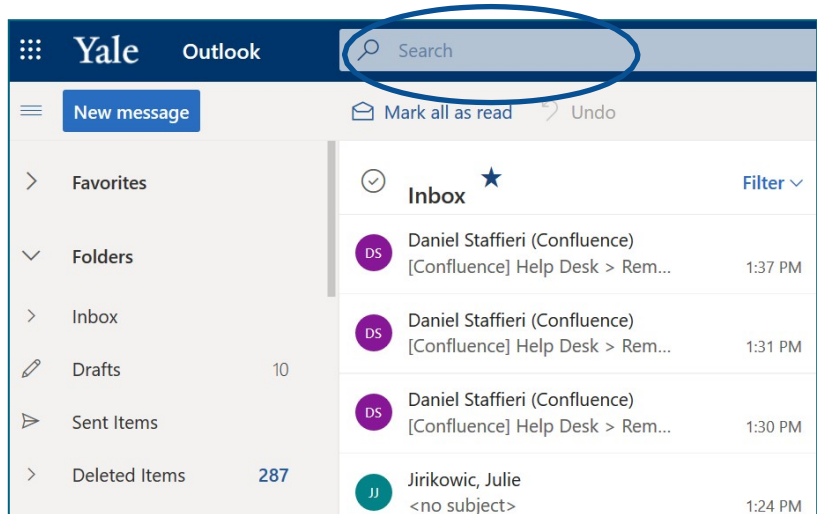 Yale Outlook Search
New message Mark all as read Undo
Favorites
Folders
Inbox
Drafts 10
Sent Items
Deleted Items 287
Inbox Filter
DS Daniel Staffieri (Confluence)
[Confluence] Help Desk > Rem... 1:37 PM
DS Daniel Staffieri (Confluence)
[Confluence] Help Desk > Rem... 1:31 PM
DS Daniel Staffieri (Confluence)
[Confluence] Help Desk > Rem... 1:30 PM
JJ Jirikowic, Julie
<no subject> 1:24 PM